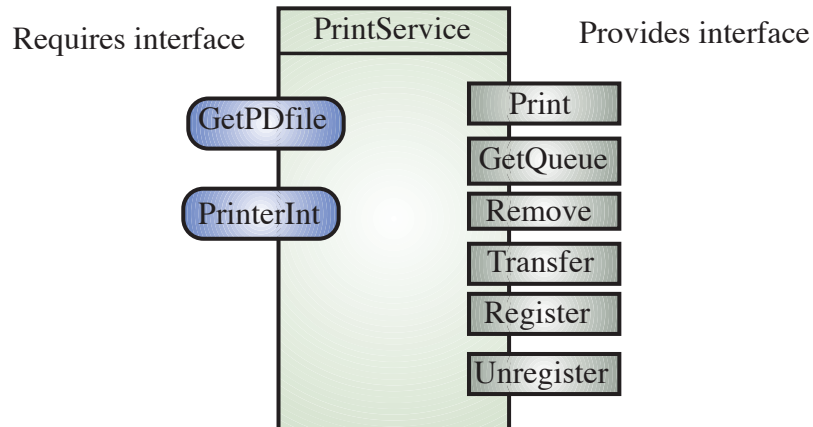 Requires interface
PrintService
Provides interface
GetPDfile
PrinterInt
Print
GetQueue
Remove
Transfer
Register
Unregister